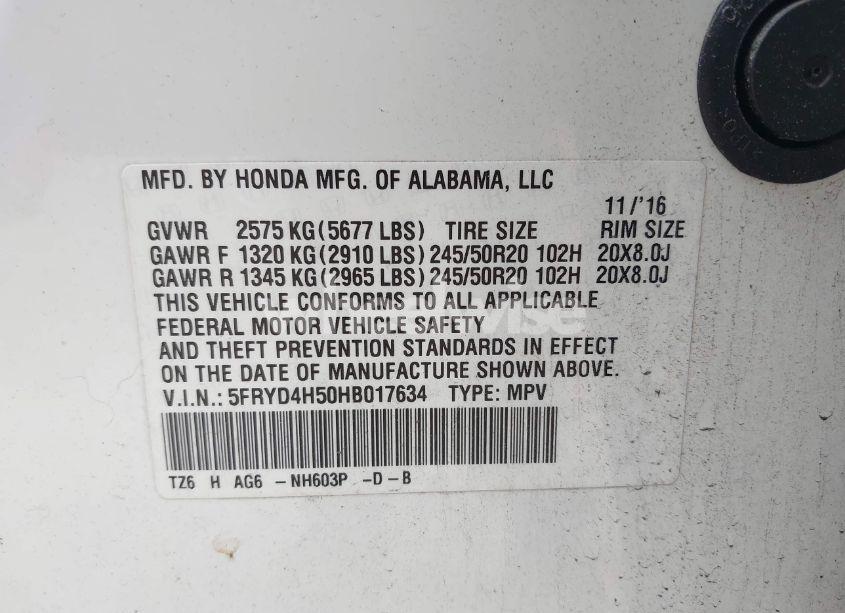 MFD. BY HONDA MFG. OF ALABAMA, LLC
11/'16
GVWR 2575 KG (5677 LBS) TIRE SIZE RIM SIZE
GAWR F 1320 KG (2910 LBS) 245/50R20 102H 20X8.0J
GAWR R 1345 KG (2965 LBS) 245/50R20 102H 20X8.0J
THIS VEHICLE CONFORMS TO ALL APPLICABLE
FEDERAL MOTOR VEHICLE SAFETY
AND THEFT PREVENTION STANDARDS IN EFFECT
ON THE DATE OF MANUFACTURE SHOWN ABOVE.
V.I.N.: 5FRYD4H50HB017634 TYPE: MPV
TZ6 H AG6 -NH603P -D-B